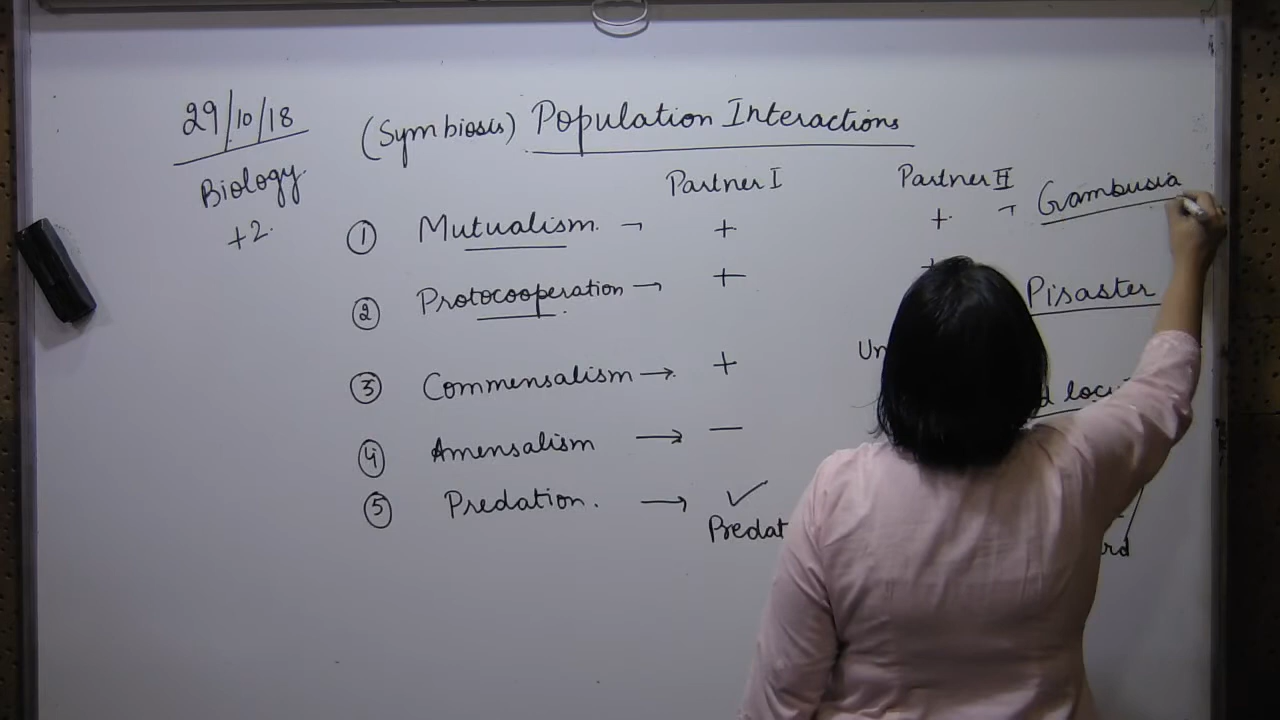 29/10/18
Biology
+2.
(Symbiosis) Population Interactions
Partner I Partner II
① Mutualism. → + + → Gambusia
② Protocooperation → +
Pisaster
③ Commensalism → +
④ Amensalism → —
⑤ Predation. → ✓